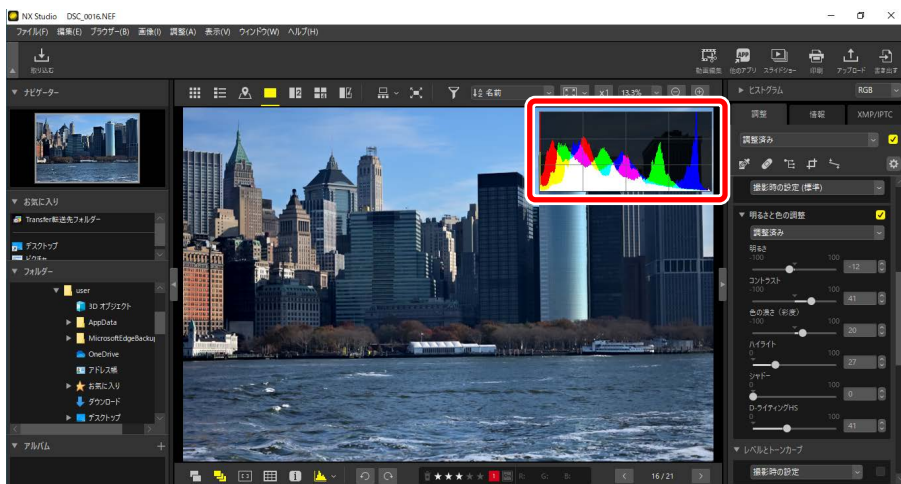 NX Studio DSC_0016.NEF
ファイル(F) 編集(E) ブラウザー(B) 画像(I) 調整(A) 表示(V) ウィンドウ(W) ヘルプ(H)
取り込む
動画編集 他のアプリ スライドショー 印刷 アップロード 書き出す
ナビゲーター
名前 x1 13.3%
ヒストグラム RGB
調整 情報 XMP/IPTC
調整済み
撮影時の設定 (標準)
お気に入り
Transfer転送先フォルダー
デスクトップ
ピクチャ
明るさと色の調整
調整済み
明るさ
-100 100
-12
コントラスト
-100 100
41
色の濃さ (彩度)
-100 100
20
ハイライト
0 100
27
シャドー
0 100
0
D-ライティングHS
0 100
41
フォルダー
user
3D オブジェクト
AppData
MicrosoftEdgeBackup
OneDrive
アドレス帳
お気に入り
ダウンロード
デスクトップ
アルバム
レベルとトーンカーブ
撮影時の設定
1 R: G: B: 16/21